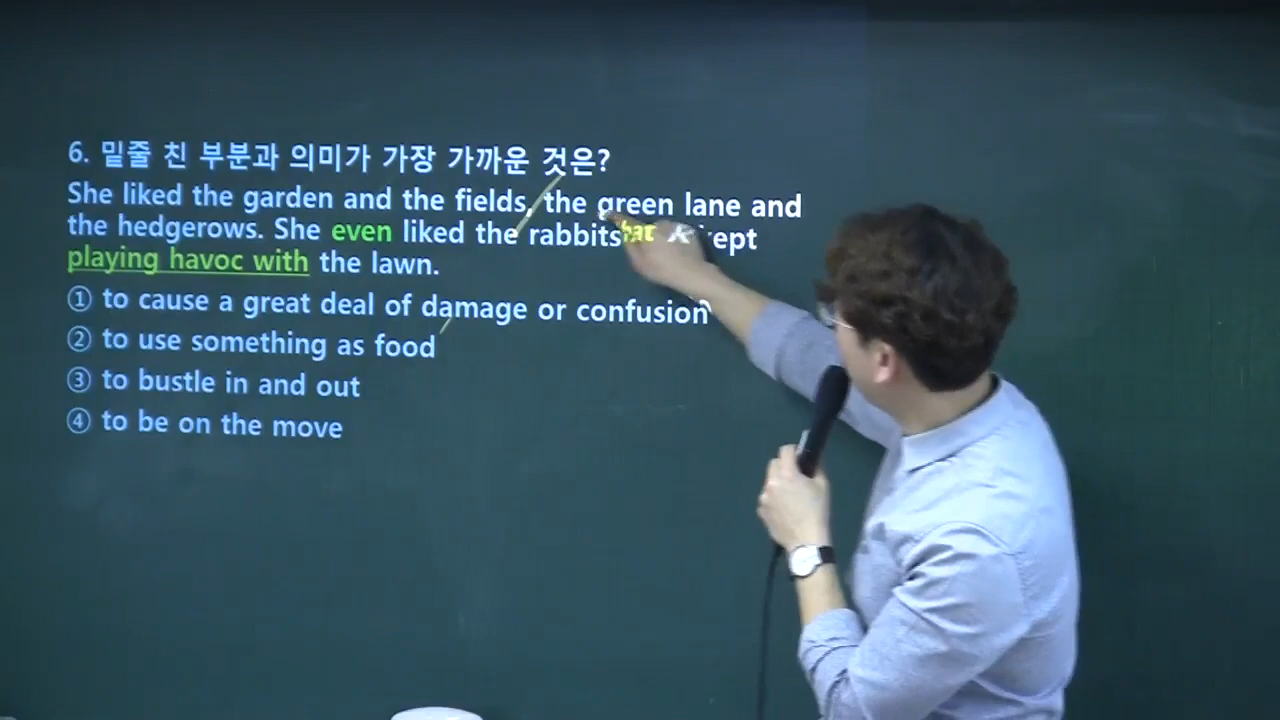 6. 밑줄 친 부분과 의미가 가장 가까운 것은?
She liked the garden and the fields, the green lane and
the hedgerows. She even liked the rabbits kept
playing havoc with the lawn.
① to cause a great deal of damage or confusion
② to use something as food
③ to bustle in and out
④ to be on the move